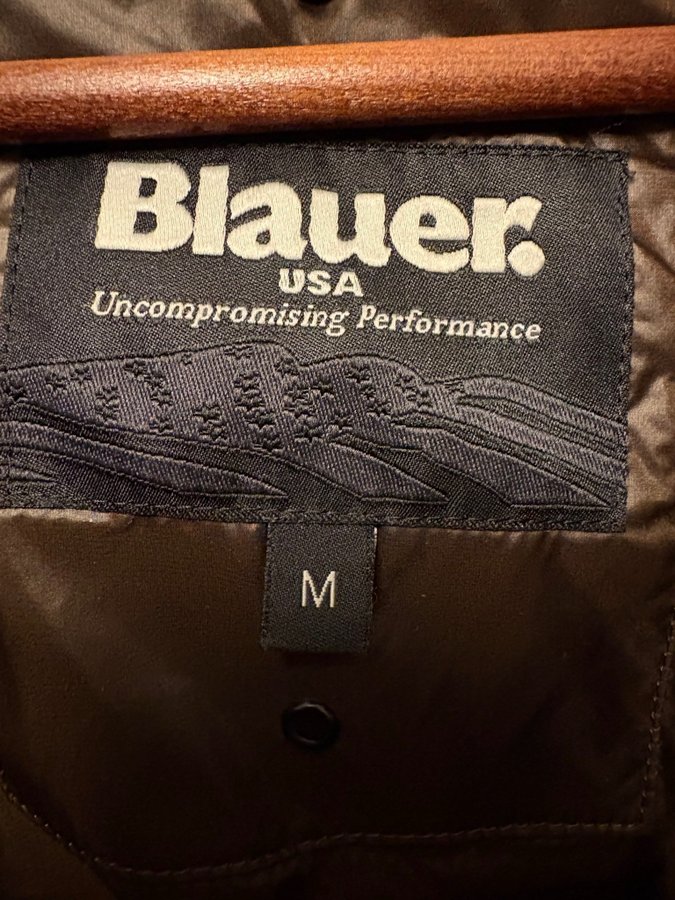 Blauer.
USA
Uncompromising Performance
M